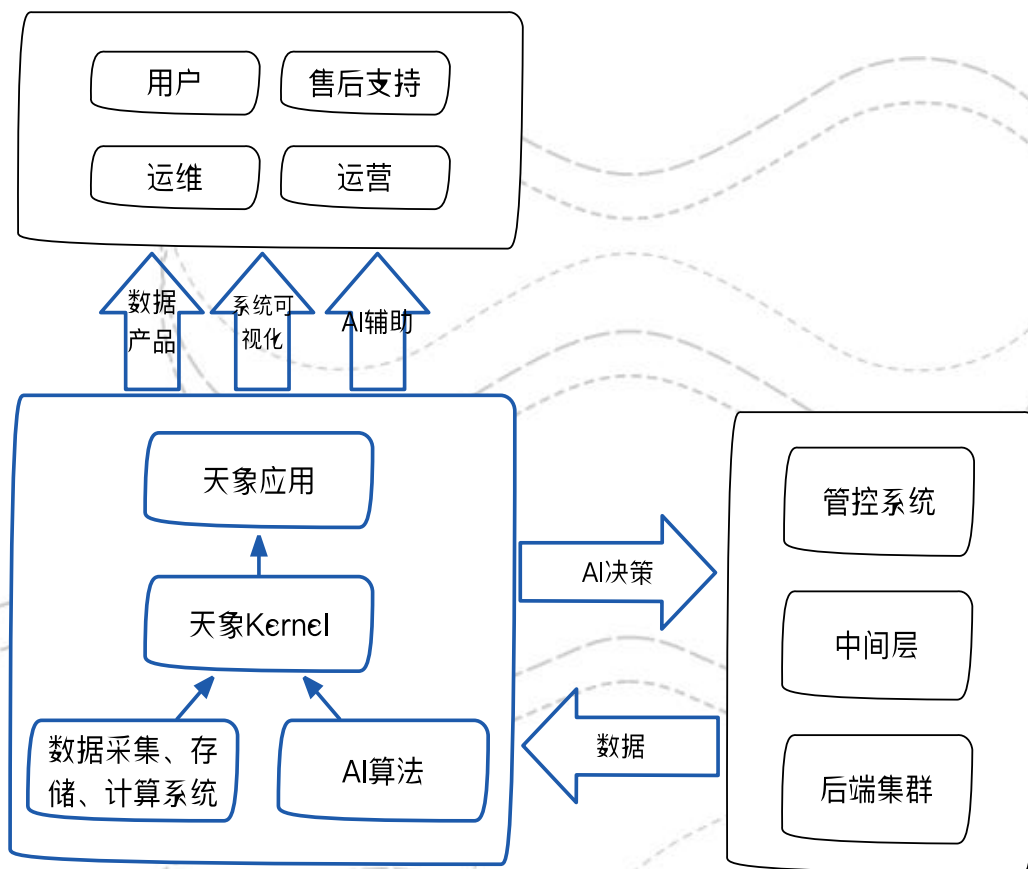 用户
售后支持
运维
运营
数据
产品
系统可
视化
AI辅助
天象应用
天象Kernel
数据采集、存
储、计算系统
AI算法
AI决策
数据
管控系统
中间层
后端集群